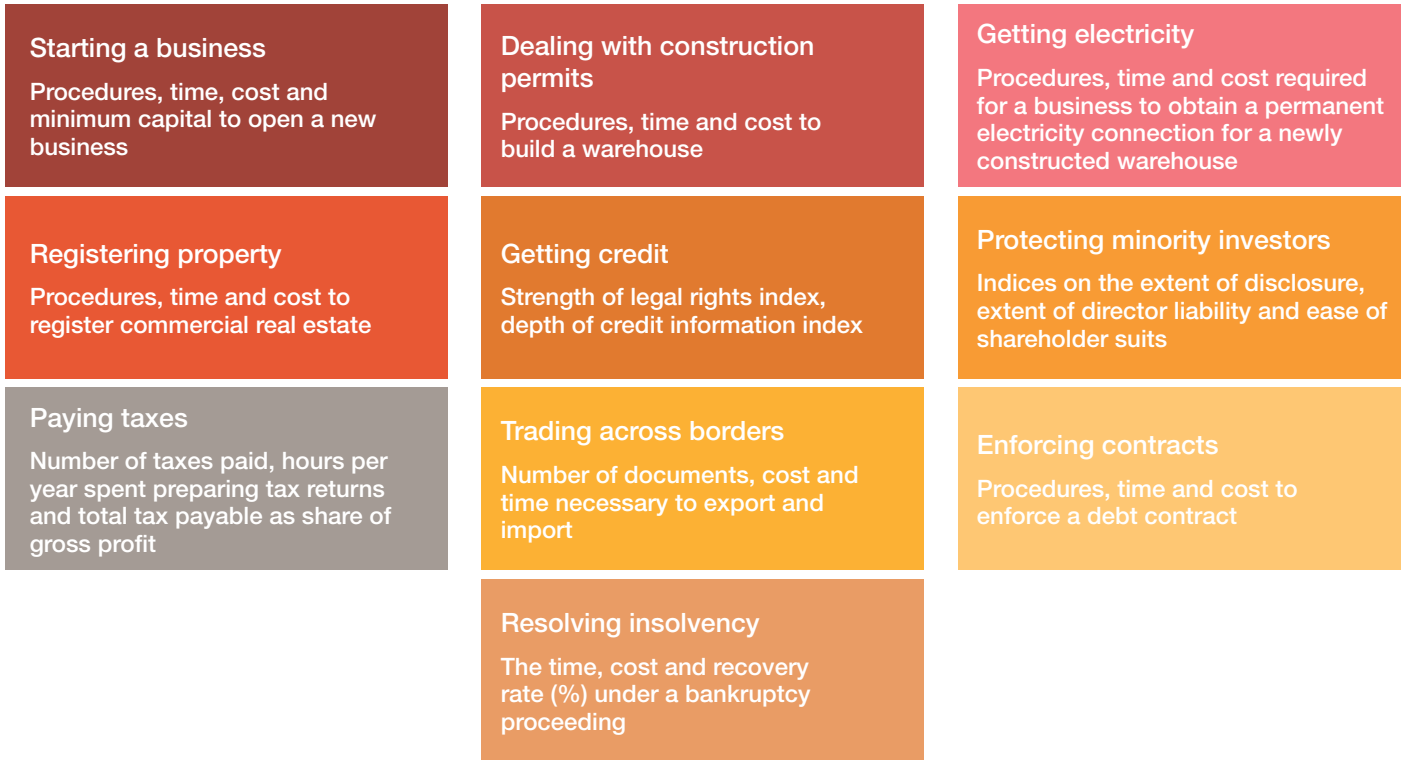 Starting a business
Procedures, time, cost and
minimum capital to open a new
business
Dealing with construction
permits
Procedures, time and cost to
build a warehouse
Getting electricity
Procedures, time and cost required
for a business to obtain a permanent
electricity connection for a newly
constructed warehouse
Registering property
Procedures, time and cost to
register commercial real estate
Getting credit
Strength of legal rights index,
depth of credit information index
Protecting minority investors
Indices on the extent of disclosure,
extent of director liability and ease of
shareholder suits
Paying taxes
Number of taxes paid, hours per
year spent preparing tax returns
and total tax payable as share of
gross profit
Trading across borders
Number of documents, cost and
time necessary to export and
import
Enforcing contracts
Procedures, time and cost to
enforce a debt contract
Resolving insolvency
The time, cost and recovery
rate (%) under a bankruptcy
proceeding